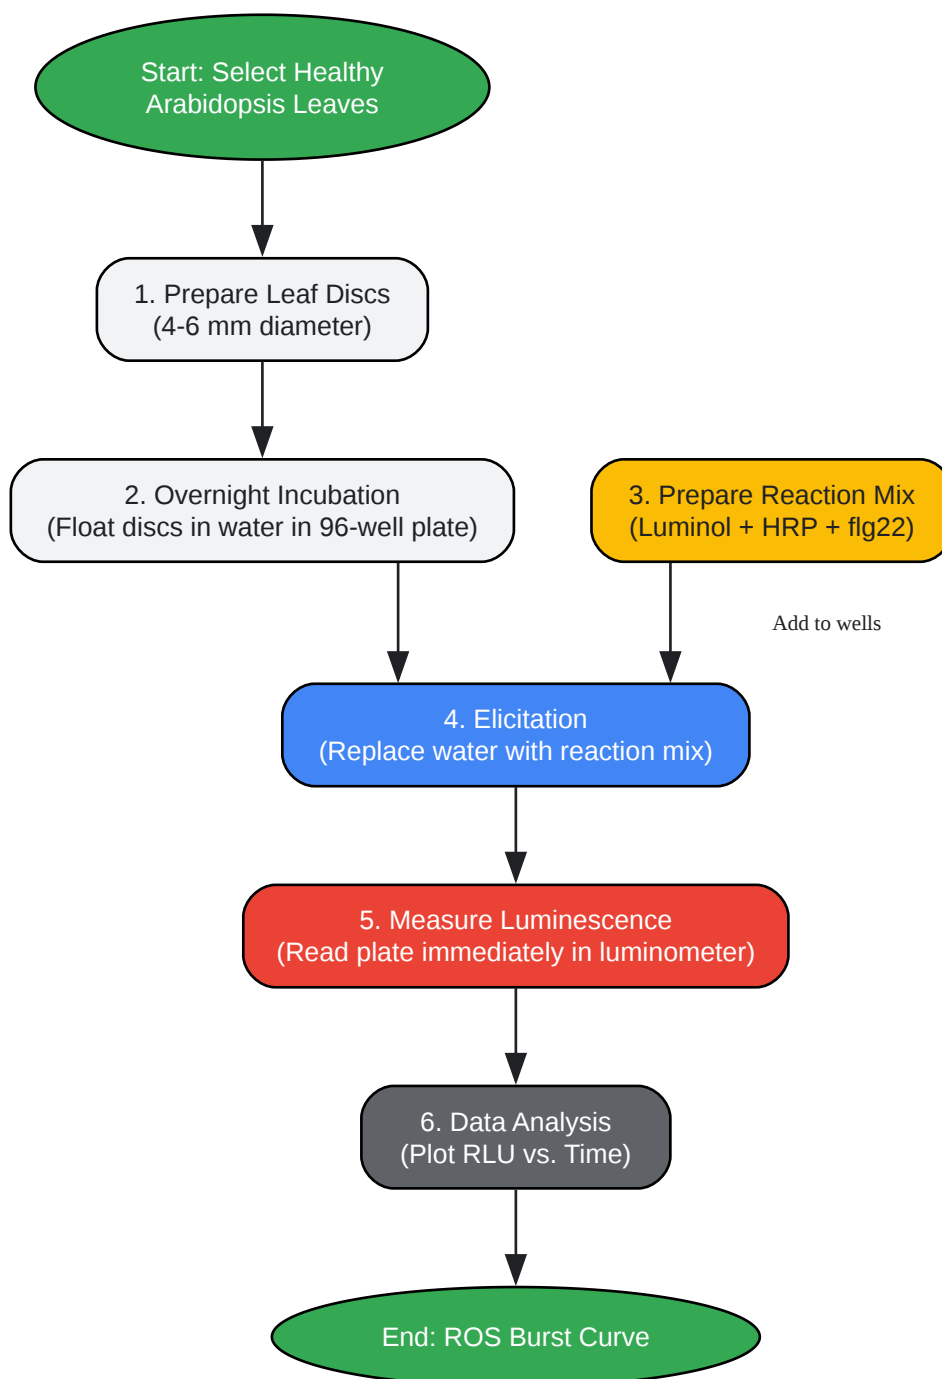 Start: Select Healthy
Arabidopsis Leaves
1. Prepare Leaf Discs
(4-6 mm diameter)
2. Overnight Incubation
(Float discs in water in 96-well plate)
3. Prepare Reaction Mix
(Luminol + HRP + flg22)
Add to wells
4. Elicitation
(Replace water with reaction mix)
5. Measure Luminescence
(Read plate immediately in luminometer)
6. Data Analysis
(Plot RLU vs. Time)
End: ROS Burst Curve